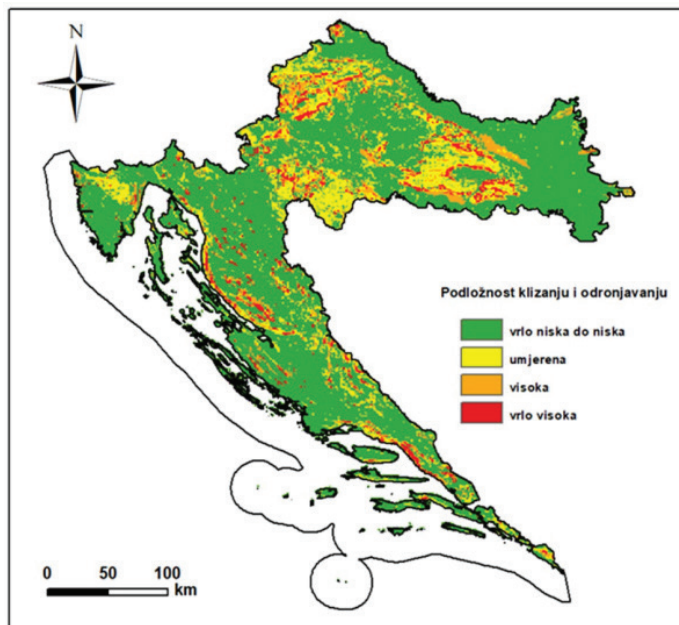 N
Podložnost klizanju i odronjavanju
vrlo niska do niska
umjerena
visoka
vrlo visoka
0 50 100
km